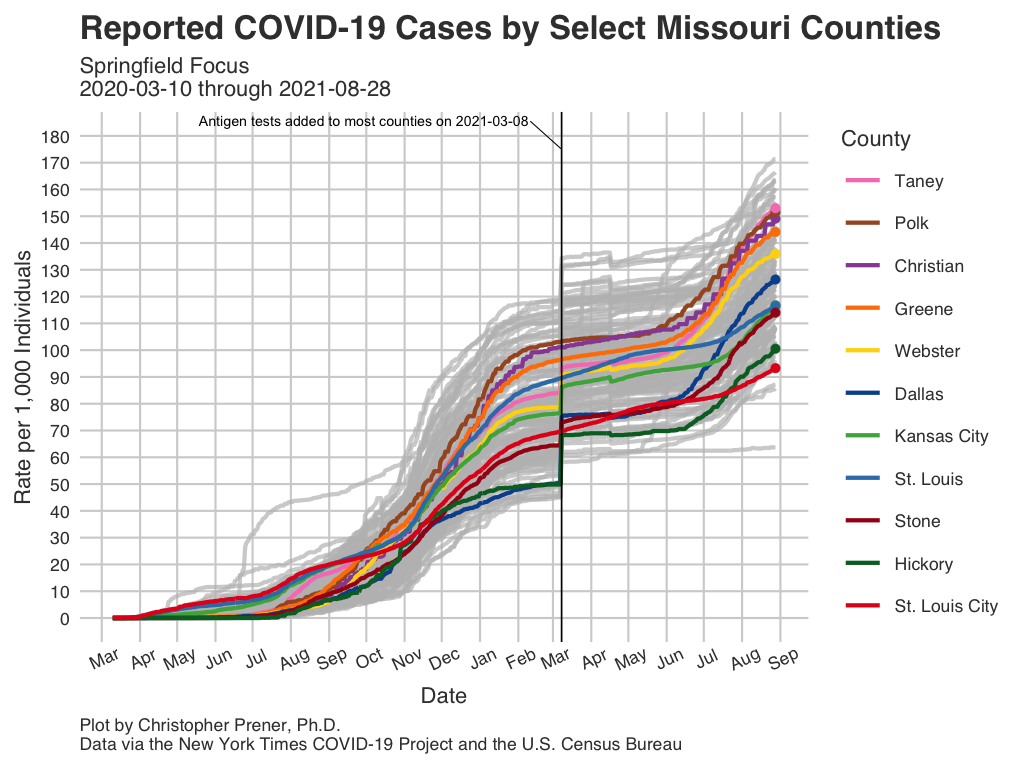 Reported COVID-19 Cases by Select Missouri Counties
Springfield Focus
2020-03-10 through 2021-08-28
Antigen tests added to most counties on 2021-03-08
Rate per 1,000 Individuals
180
170
160
150
140
130
120
110
100
90
80
70
60
50
40
30
20
10
0
Mar Apr May Jun Jul Aug Sep Oct Nov Dec Jan Feb Mar Apr May Jun Jul Aug Sep
Date
County
Taney
Polk
Christian
Greene
Webster
Dallas
Kansas City
St. Louis
Stone
Hickory
St. Louis City
Plot by Christopher Prener, Ph.D.
Data via the New York Times COVID-19 Project and the U.S. Census Bureau